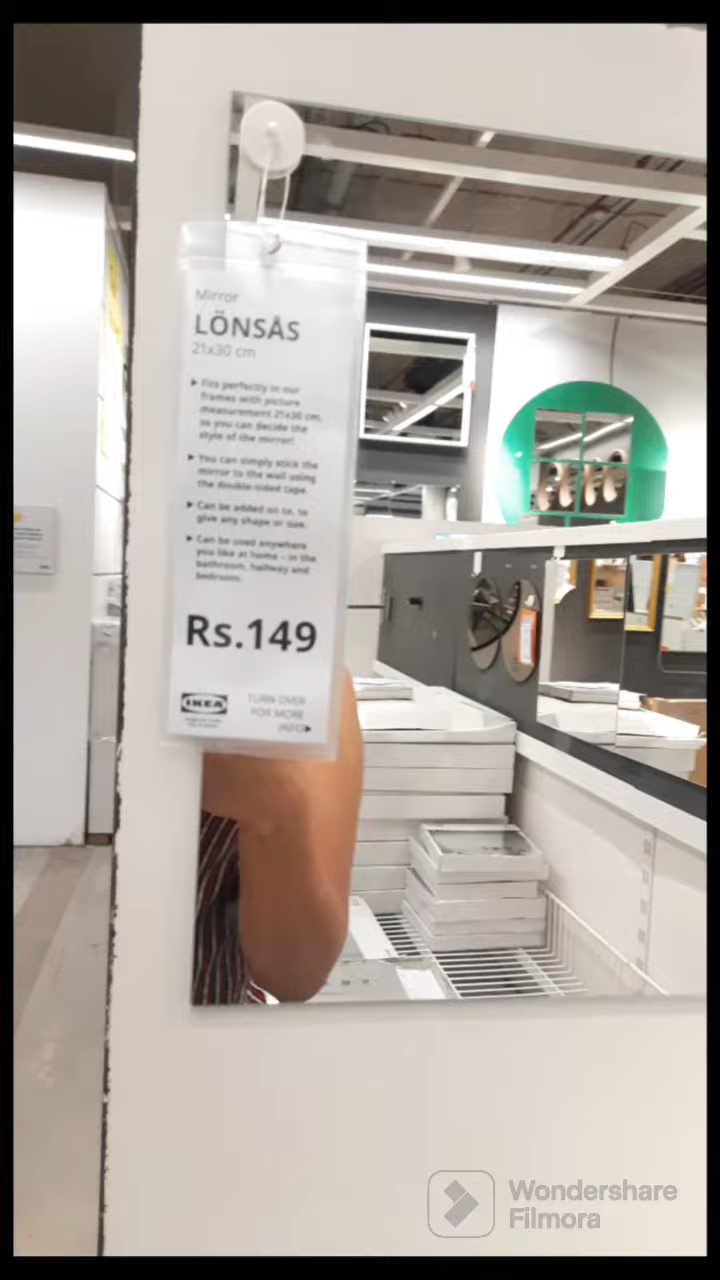 Mirror
LÖNSÅS
21x30 cm
▸ Fits perfectly in our
frames with picture
measurement 21x30 cm,
so you can decide the
style of the mirror!
▸ You can simply stick the
mirror to the wall using
the double-sided tape.
▸ Can be added on to, to
give any shape or size.
▸ Can be used anywhere
you like at home – in the
bathroom, hallway and
bedroom.
Rs.149
IKEA
TURN OVER
FOR MORE
INFO▸
Wondershare
Filmora